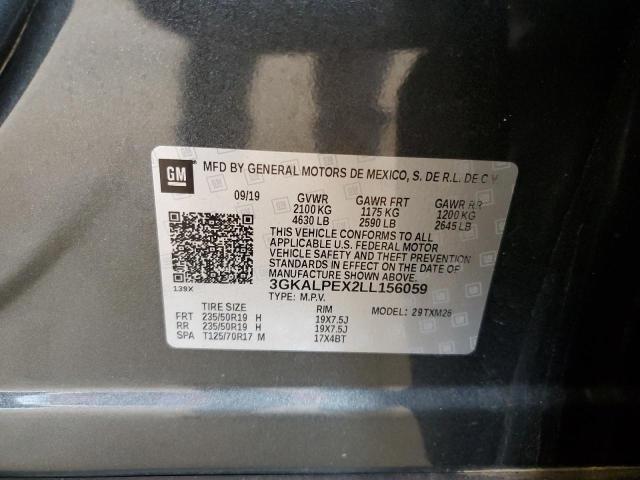 GM MFD BY GENERAL MOTORS DE MEXICO, S. DE R.L. DE C.V
09/19 GVWR GAWR FRT GAWR RR
2100 KG 1175 KG 1200 KG
4630 LB 2590 LB 2645 LB
THIS VEHICLE CONFORMS TO ALL
APPLICABLE U.S. FEDERAL MOTOR
VEHICLE SAFETY AND THEFT PREVENTION
STANDARDS IN EFFECT ON THE DATE OF
MANUFACTURE SHOWN ABOVE.
139X 3GKALPEX2LL156059
TYPE: M.P.V. MODEL: 29TXM26
TIRE SIZE RIM
FRT 235/50R19 H 19X7.5J
RR 235/50R19 H 19X7.5J
SPA T125/70R17 M 17X4BT